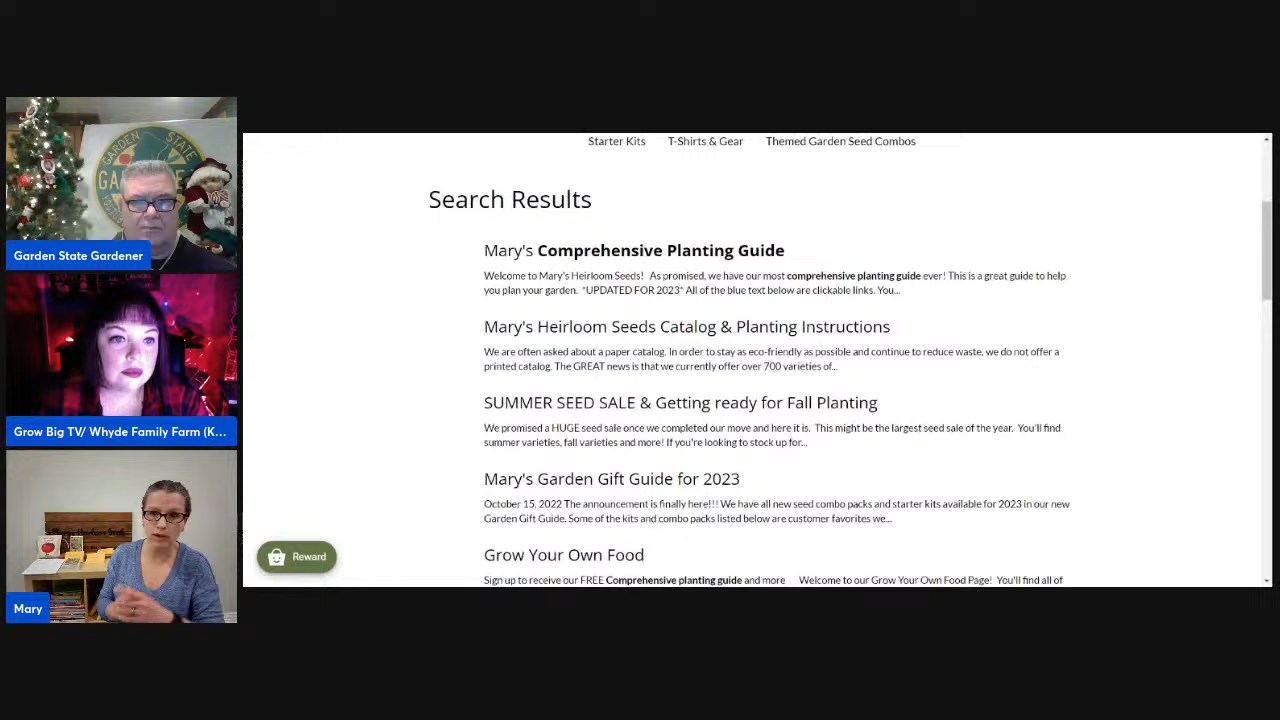 GARDEN STATE
Garden State Gardener
Grow Big TV/ Whyde Family Farm (K...
Mary
Starter Kits T-Shirts & Gear Themed Garden Seed Combos
Search Results
Mary's Comprehensive Planting Guide
Welcome to Mary's Heirloom Seeds! As promised, we have our most comprehensive planting guide ever! This is a great guide to help
you plan your garden. *UPDATED FOR 2023* All of the blue text below are clickable links. You...
Mary's Heirloom Seeds Catalog & Planting Instructions
We are often asked about a paper catalog. In order to stay as eco-friendly as possible and continue to reduce waste, we do not offer a
printed catalog. The GREAT news is that we currently offer over 700 varieties of...
SUMMER SEED SALE & Getting ready for Fall Planting
We promised a HUGE seed sale once we completed our move and here it is. This might be the largest seed sale of the year. You'll find
summer varieties, fall varieties and more! If you're looking to stock up for...
Mary's Garden Gift Guide for 2023
October 15, 2022 The announcement is finally here!!! We have all new seed combo packs and starter kits available for 2023 in our new
Garden Gift Guide. Some of the kits and combo packs listed below are customer favorites we...
Grow Your Own Food
Sign up to receive our FREE Comprehensive planting guide and more Welcome to our Grow Your Own Food Page! You'll find all of
Reward